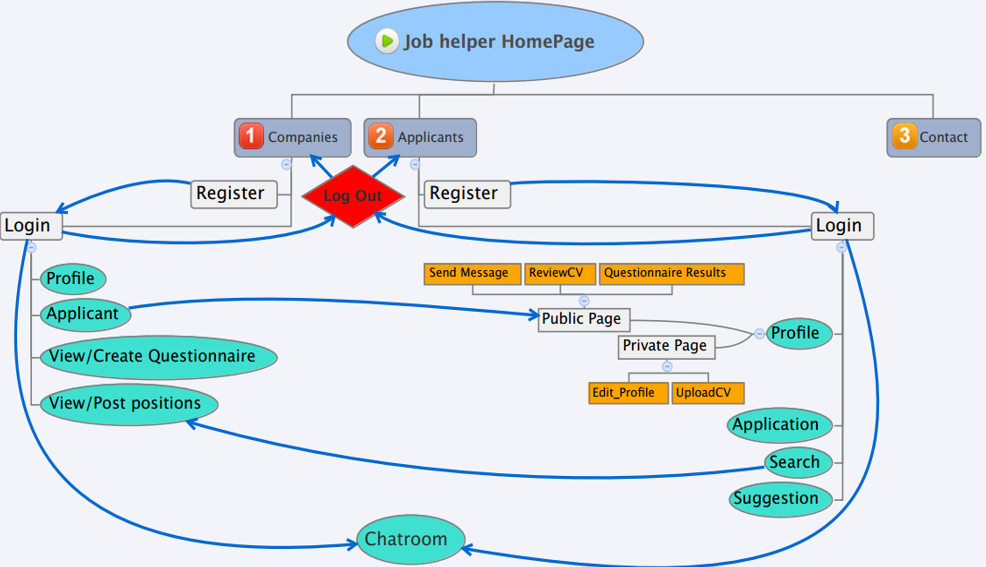 Job helper HomePage
1 Companies
2 Applicants
3 Contact
Register
Log Out
Register
Login
Login
Profile
Applicant
View/Create Questionnaire
View/Post positions
Send Message
ReviewCV
Questionnaire Results
Public Page
Private Page
Profile
Edit_Profile
UploadCV
Application
Search
Suggestion
Chatroom